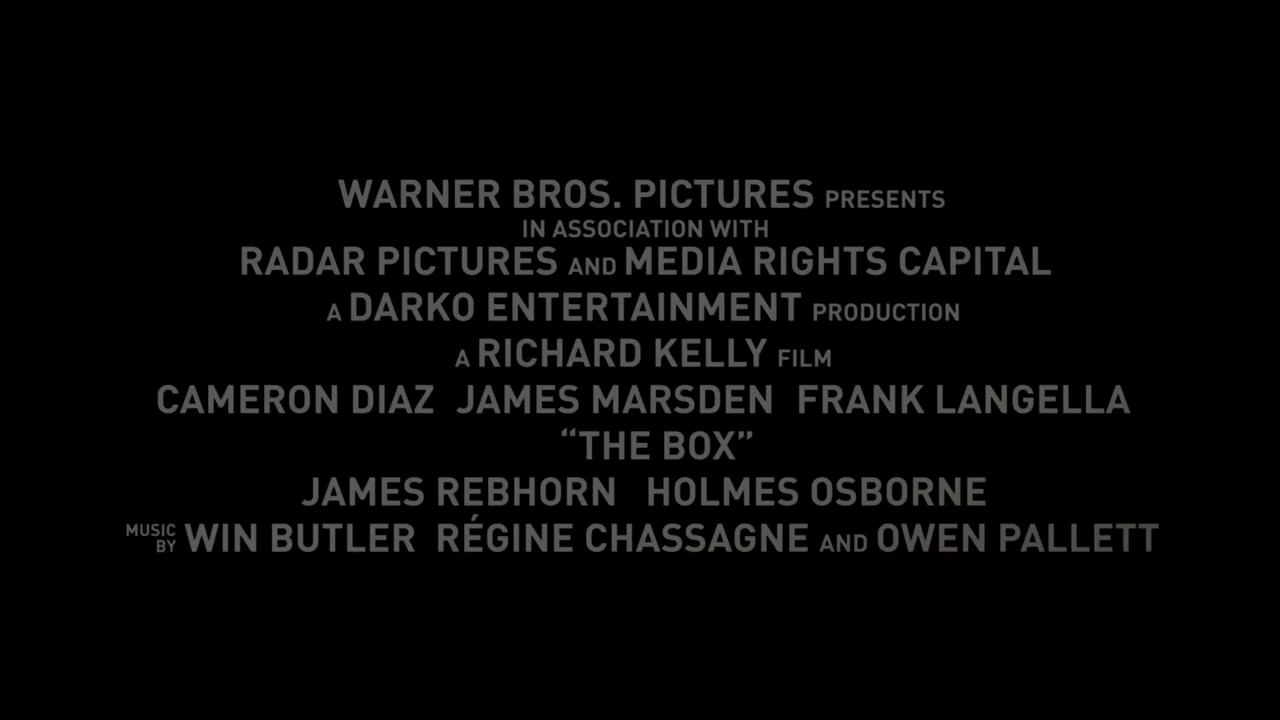 WARNER BROS. PICTURES PRESENTS
IN ASSOCIATION WITH
RADAR PICTURES AND MEDIA RIGHTS CAPITAL
A DARKO ENTERTAINMENT PRODUCTION
A RICHARD KELLY FILM
CAMERON DIAZ JAMES MARSDEN FRANK LANGELLA
“THE BOX”
JAMES REBHORN HOLMES OSBORNE
MUSIC BY WIN BUTLER RÉGINE CHASSAGNE AND OWEN PALLETT